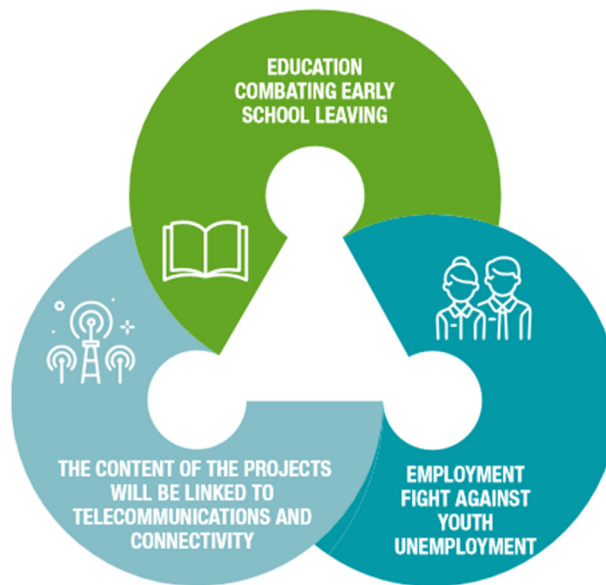 EDUCATION
COMBATING EARLY
SCHOOL LEAVING
THE CONTENT OF THE PROJECTS
WILL BE LINKED TO
TELECOMMUNICATIONS AND
CONNECTIVITY
EMPLOYMENT
FIGHT AGAINST
YOUTH
UNEMPLOYMENT